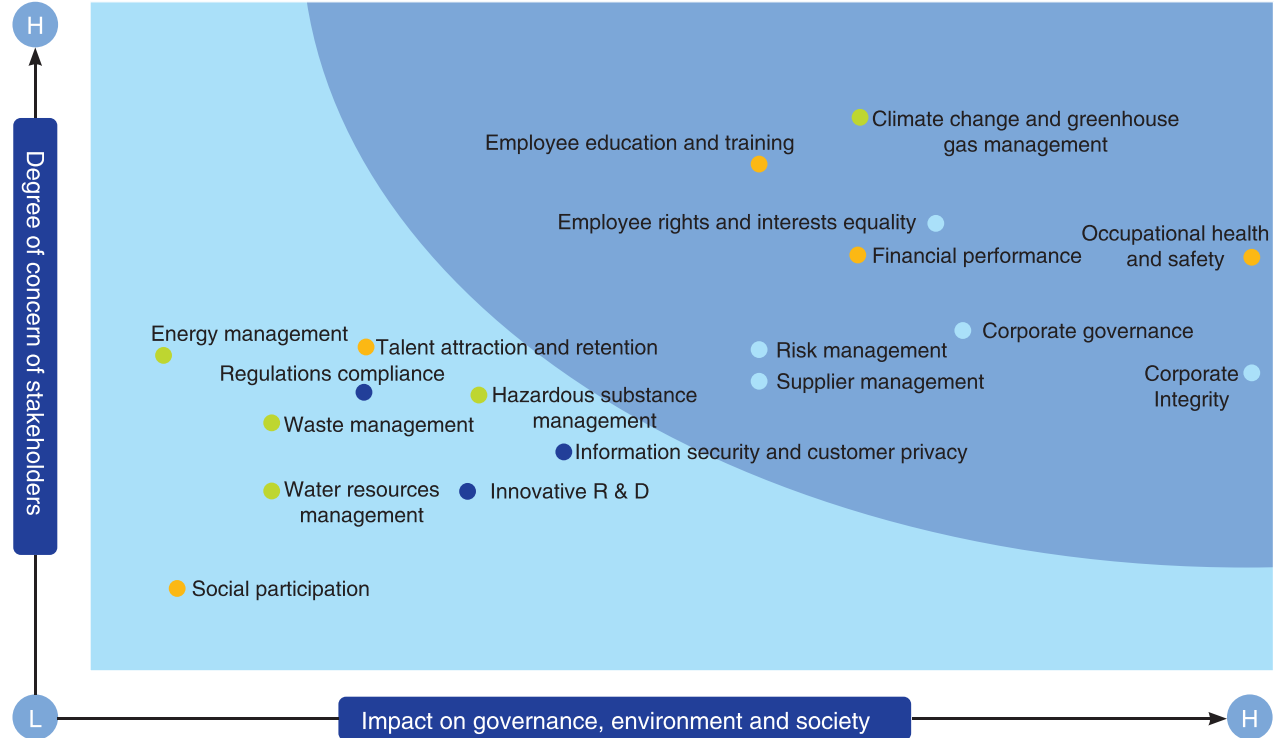 H
Degree of concern of stakeholders
Climate change and greenhouse
gas management
Employee education and training
Employee rights and interests equality
Occupational health
and safety
Financial performance
Energy management
Talent attraction and retention
Corporate governance
Risk management
Regulations compliance
Supplier management
Corporate
Integrity
Hazardous substance
management
Waste management
Information security and customer privacy
Water resources
management
Innovative R & D
Social participation
L
Impact on governance, environment and society
H